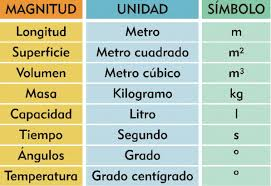 MAGNITUD UNIDAD SÍMBOLO
Longitud Metro m
Superficie Metro cuadrado m²
Volumen Metro cúbico m³
Masa Kilogramo kg
Capacidad Litro l
Tiempo Segundo s
Ángulos Grado º
Temperatura Grado centígrado º